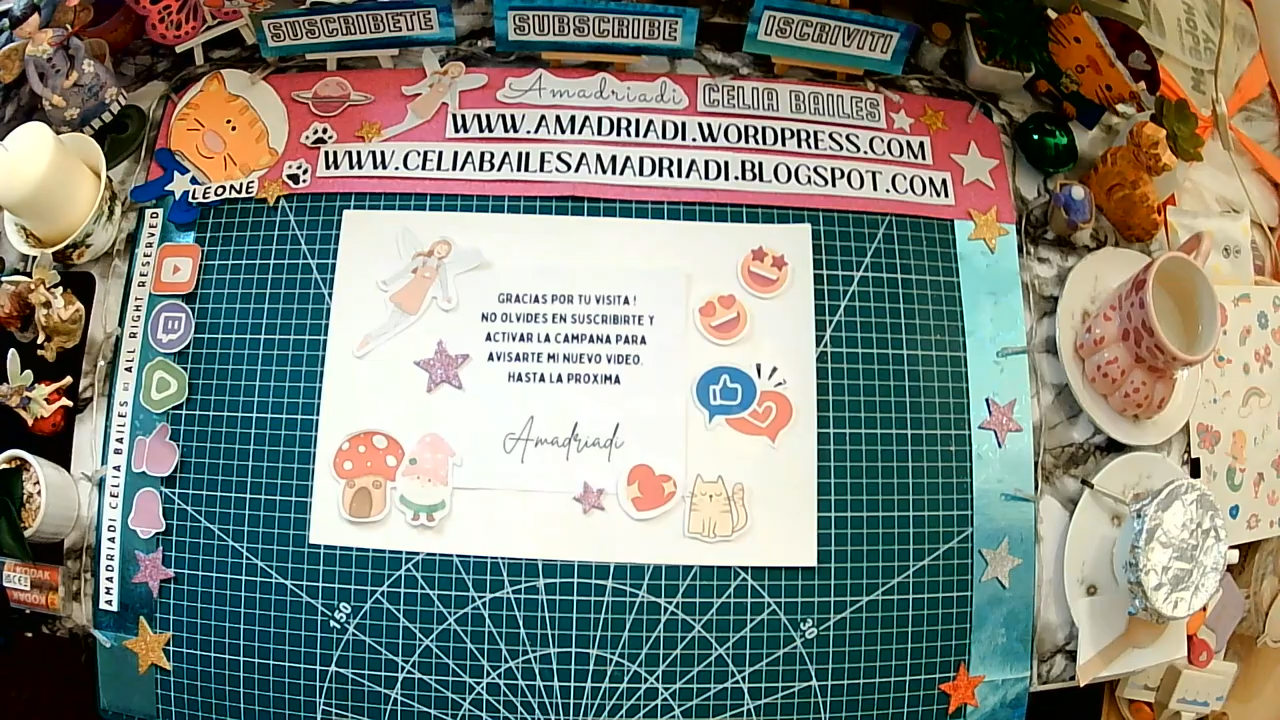 SUSCRIBETE
SUBSCRIBE
ISCRIVITI
Amadriadi CELIA BAILES
WWW.AMADRIADI.WORDPRESS.COM
WWW.CELIABAILESAMADRIADI.BLOGSPOT.COM
LEONE
AMADRIADI CELIA BAILES ALL RIGHT RESERVED
GRACIAS POR TU VISITA !
NO OLVIDES EN SUSCRIBIRTE Y
ACTIVAR LA CAMPANA PARA
AVISARTE MI NUEVO VIDEO.
HASTA LA PROXIMA
Amadriadi
150
30
KODAK
KODAK